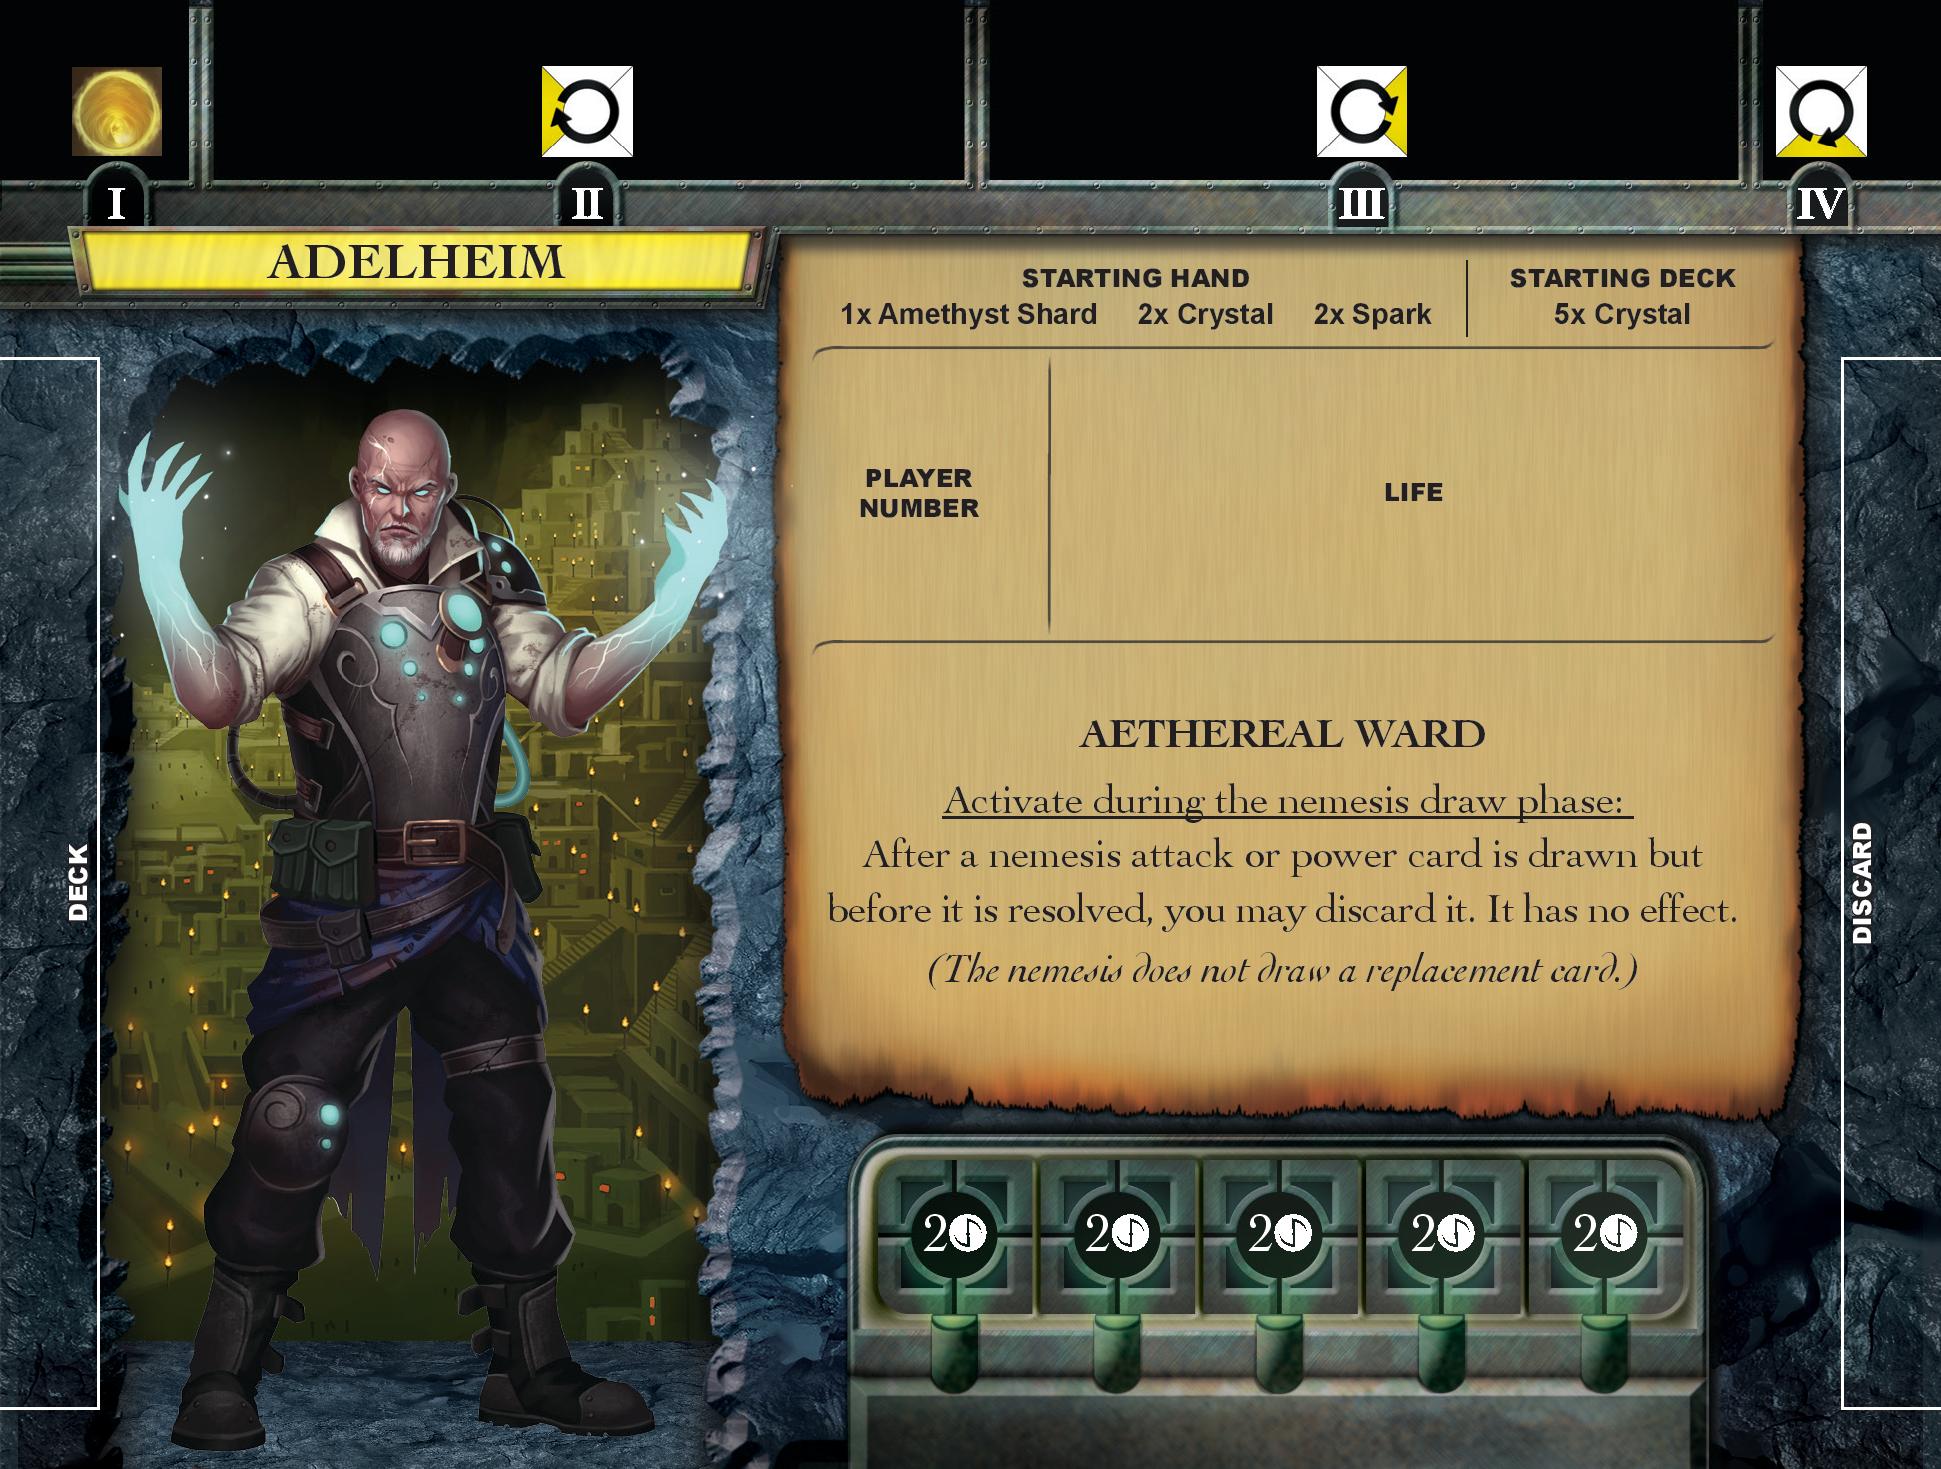 I II III IV
ADELHEIM
STARTING HAND
1x Amethyst Shard 2x Crystal 2x Spark
STARTING DECK
5x Crystal
PLAYER
NUMBER
LIFE
AETHEREAL WARD
Activate during the nemesis draw phase:
After a nemesis attack or power card is drawn but
before it is resolved, you may discard it. It has no effect.
(The nemesis does not draw a replacement card.)
DECK
DISCARD
2 2 2 2 2